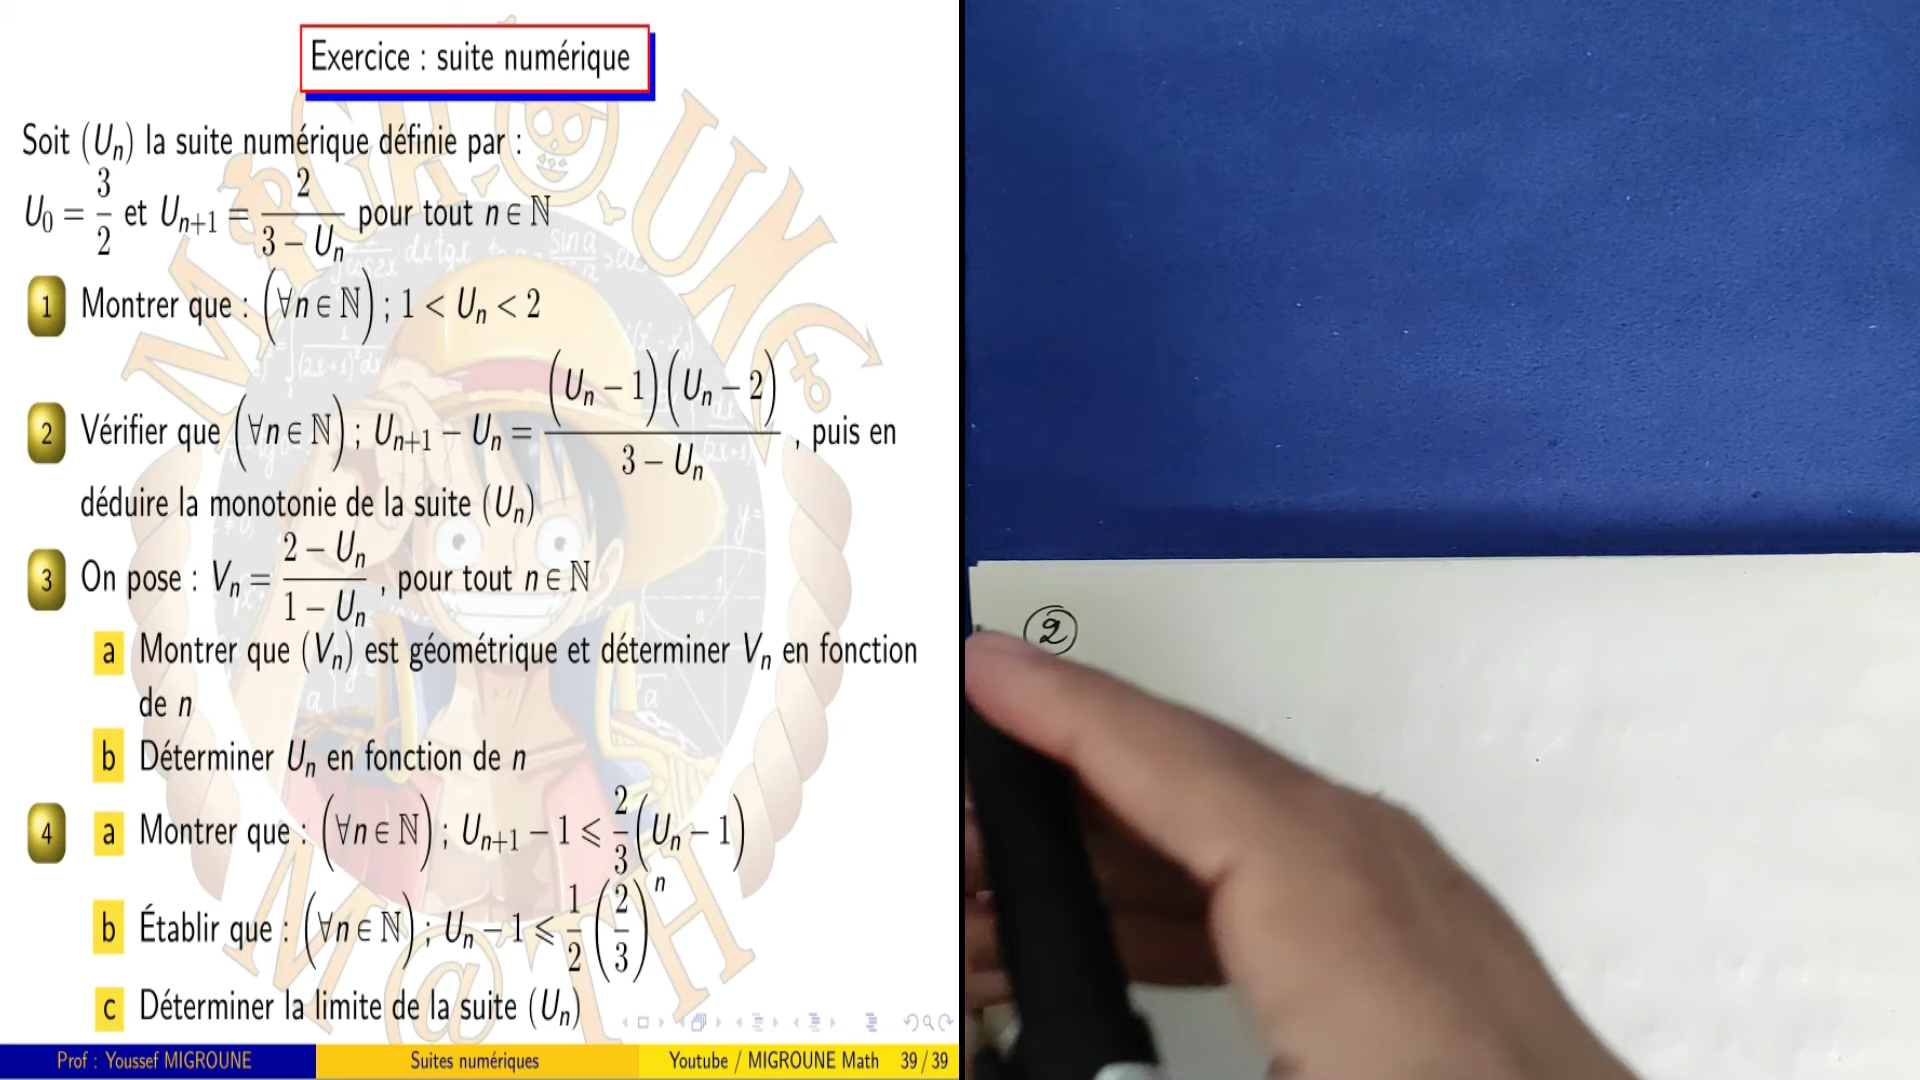 Exercice : suite numérique
Soit (Uₙ) la suite numérique définie par :
U₀ = 3/2 et Uₙ₊₁ = 2/(3 − Uₙ) pour tout n ∈ ℕ
1 Montrer que : (∀n ∈ ℕ) ; 1 < Uₙ < 2
2 Vérifier que (∀n ∈ ℕ) ; Uₙ₊₁ − Uₙ = (Uₙ − 1)(Uₙ − 2)/(3 − Uₙ) , puis en
déduire la monotonie de la suite (Uₙ)
3 On pose : Vₙ = (2 − Uₙ)/(1 − Uₙ) , pour tout n ∈ ℕ
a Montrer que (Vₙ) est géométrique et déterminer Vₙ en fonction
de n
b Déterminer Uₙ en fonction de n
4 a Montrer que : (∀n ∈ ℕ) ; Uₙ₊₁ − 1 ⩽ 2/3 (Uₙ − 1)
b Établir que : (∀n ∈ ℕ) ; Uₙ − 1 ⩽ 1/2 (2/3)ⁿ
c Déterminer la limite de la suite (Uₙ)
Prof : Youssef MIGROUNE Suites numériques Youtube / MIGROUNE Math 39/39
MIGROUNE
M@TH
2